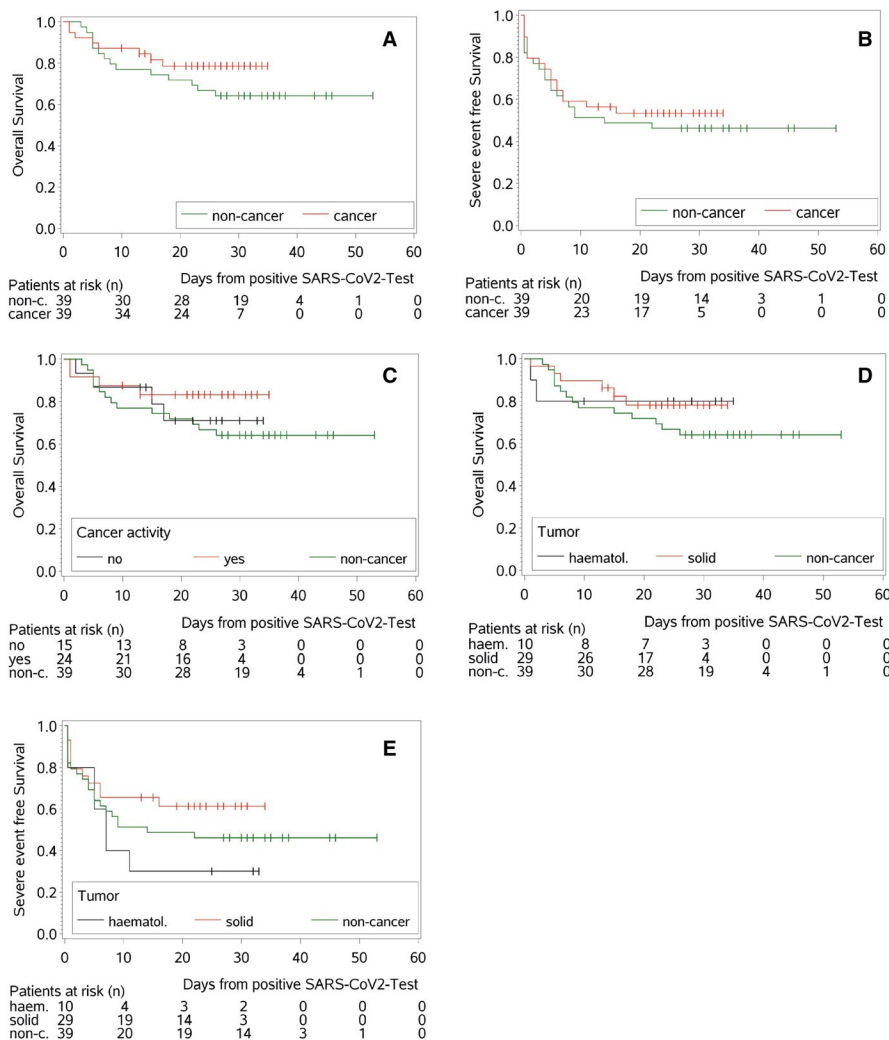 A
Overall Survival
1.0
0.8
0.6
0.4
0.2
0.0
non-cancer cancer
0 10 20 30 40 50 60
Days from positive SARS-CoV2-Test
Patients at risk (n)
non-c. 39 30 28 19 4 1 0
cancer 39 34 24 7 0 0 0
B
Severe event free Survival
1.0
0.8
0.6
0.4
0.2
0.0
non-cancer cancer
0 10 20 30 40 50 60
Days from positive SARS-CoV2-Test
Patients at risk (n)
non-c. 39 20 19 14 3 1 0
cancer 39 23 17 5 0 0 0
C
Overall Survival
1.0
0.8
0.6
0.4
0.2
0.0
Cancer activity
no yes non-cancer
0 10 20 30 40 50 60
Days from positive SARS-CoV2-Test
Patients at risk (n)
no 15 13 8 3 0 0 0
yes 24 21 16 4 0 0 0
non-c. 39 30 28 19 4 1 0
D
Overall Survival
1.0
0.8
0.6
0.4
0.2
0.0
Tumor
haematol. solid non-cancer
0 10 20 30 40 50 60
Days from positive SARS-CoV2-Test
Patients at risk (n)
haem. 10 8 7 3 0 0 0
solid 29 26 17 4 0 0 0
non-c. 39 30 28 19 4 1 0
E
Severe event free Survival
1.0
0.8
0.6
0.4
0.2
0.0
Tumor
haematol. solid non-cancer
0 10 20 30 40 50 60
Days from positive SARS-CoV2-Test
Patients at risk (n)
haem. 10 4 3 2 0 0 0
solid 29 19 14 3 0 0 0
non-c. 39 20 19 14 3 1 0